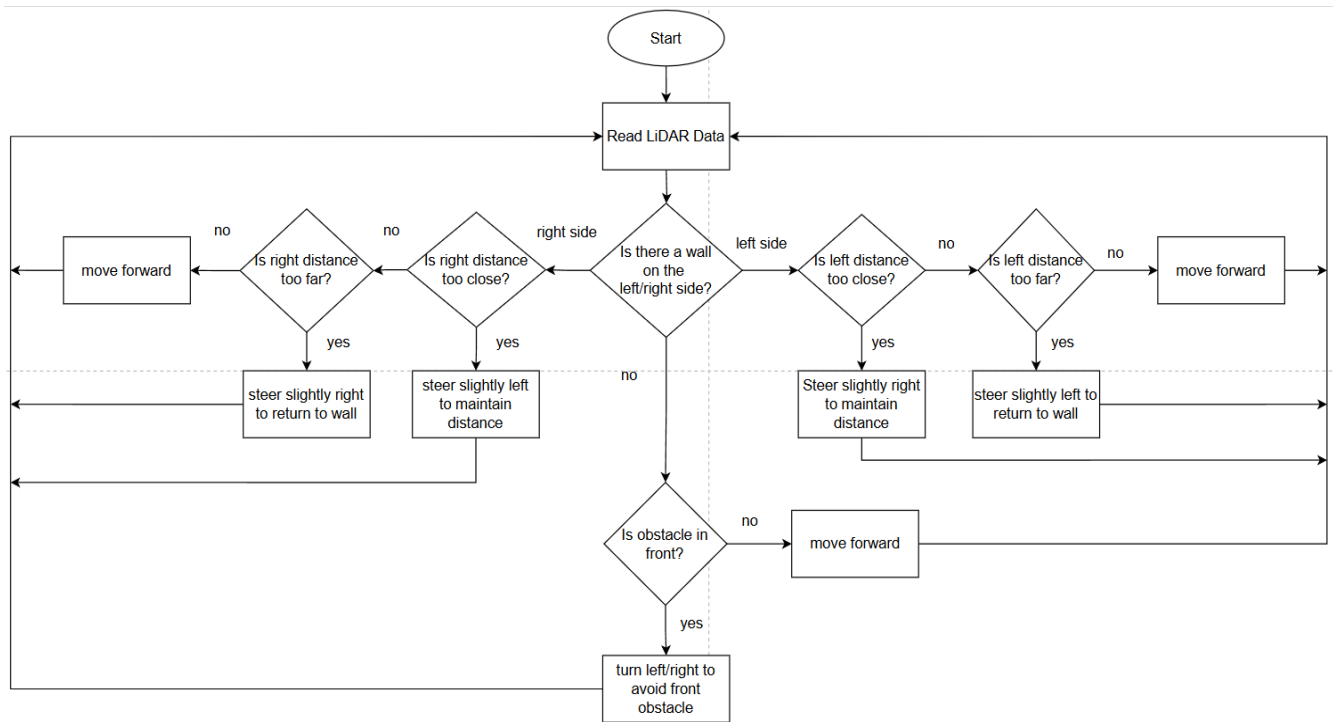 Start
Read LiDAR Data
right side
left side
no
no
no
no
move forward
Is right distance
too far?
Is right distance
too close?
Is there a wall
on the
left/right side?
Is left distance
too close?
Is left distance
too far?
move forward
yes
yes
yes
yes
no
steer slightly right
to return to wall
steer slightly left
to maintain
distance
Steer slightly right
to maintain
distance
steer slightly left to
return to wall
Is obstacle in
front?
no
move forward
yes
turn left/right to
avoid front
obstacle